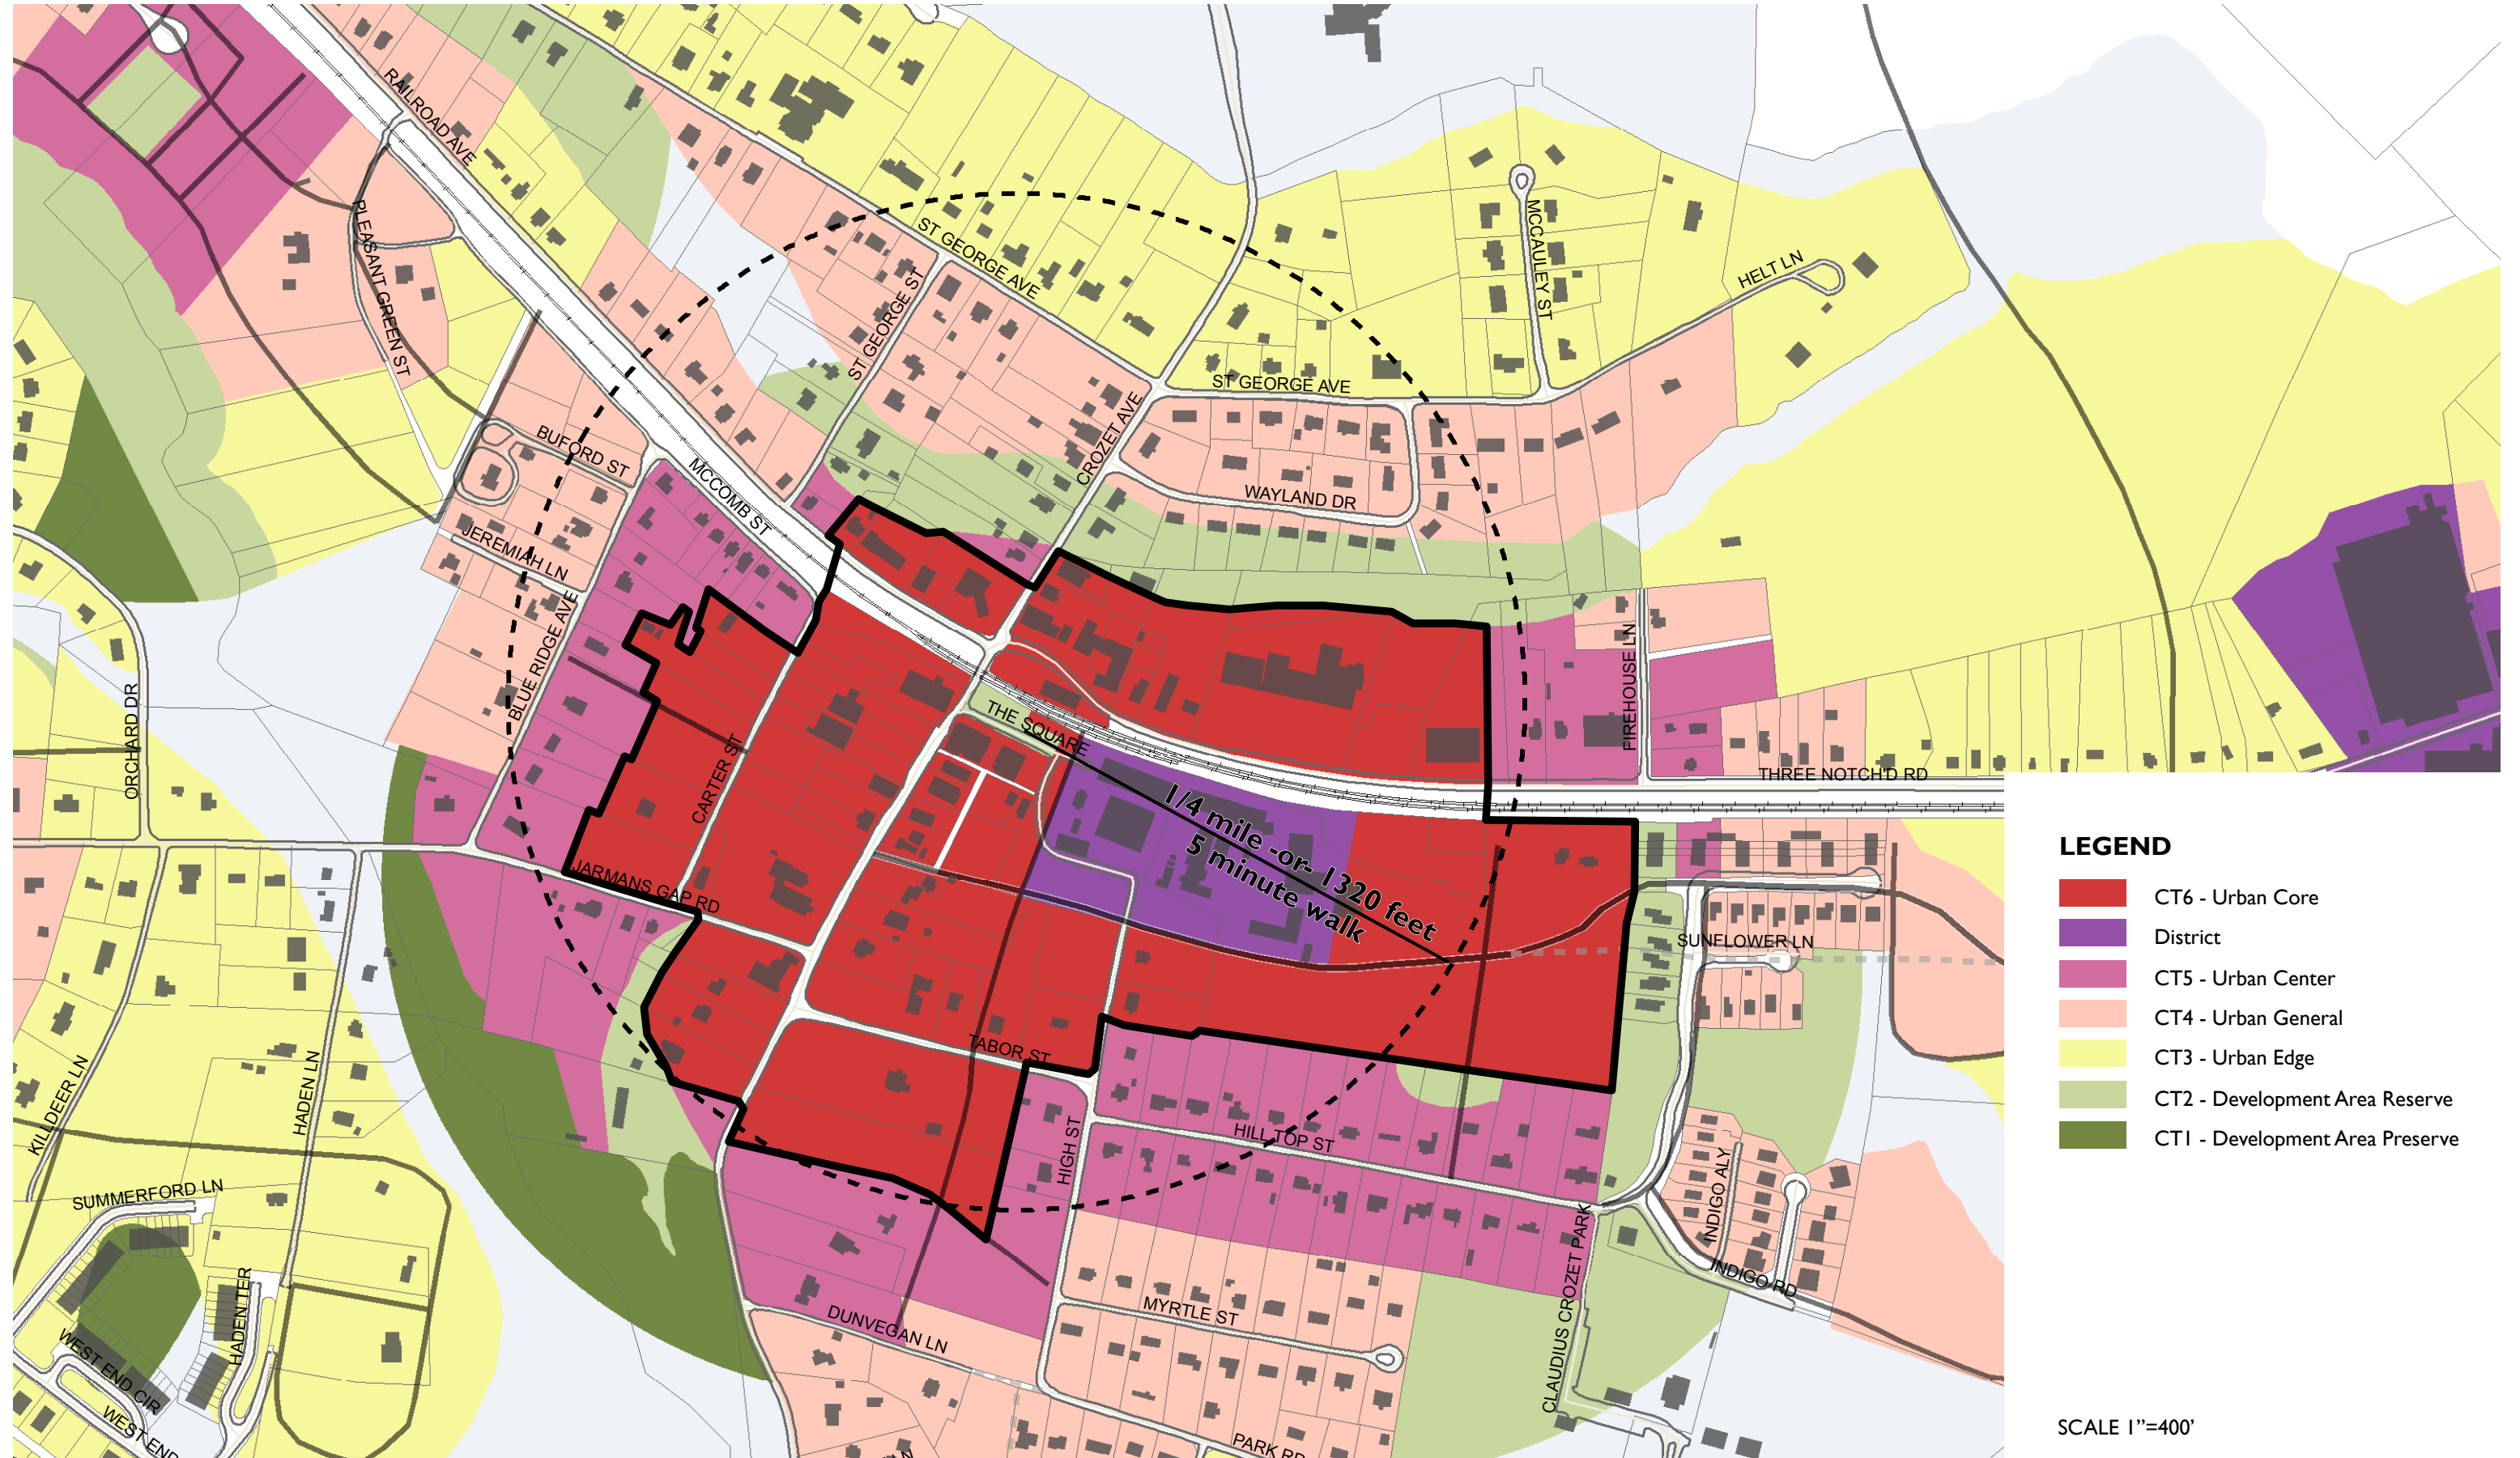 RAILROAD AVE
PLEASANT GREEN ST
ST GEORGE AVE
ST GEORGE ST
MCCAULEY ST
HELT LN
ST GEORGE AVE
CROZET AVE
BUFORD ST
MCCOMB ST
WAYLAND DR
JEREMIAH LN
BLUE RIDGE AVE
FIREHOUSE LN
ORCHARD DR
THE SQUARE
CARTER ST
THREE NOTCH'D RD
1/4 mile -or- 1320 feet
5 minute walk
JARMANS GAP RD
SUNFLOWER LN
TABOR ST
KILLDEER LN
HADEN LN
HIGH ST
HILL TOP ST
SUMMERFORD LN
INDIGO ALY
CLAUDIUS CROZET PARK
INDIGO RD
HADEN TER
DUNVEGAN LN
MYRTLE ST
WEST END CIR
WEST END
PARK RD
LN
LEGEND
CT6 - Urban Core
District
CT5 - Urban Center
CT4 - Urban General
CT3 - Urban Edge
CT2 - Development Area Reserve
CT1 - Development Area Preserve
SCALE 1”=400’